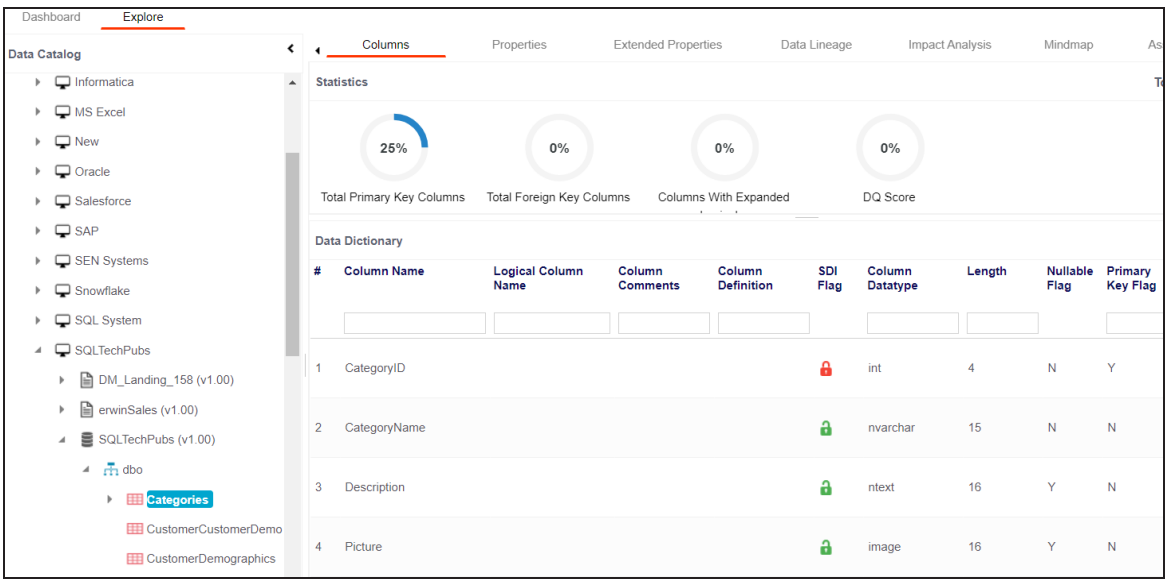 Dashboard Explore
Data Catalog
Informatica
MS Excel
New
Oracle
Salesforce
SAP
SEN Systems
Snowflake
SQL System
SQLTechPubs
DM_Landing_158 (v1.00)
erwinSales (v1.00)
SQLTechPubs (v1.00)
dbo
Categories
CustomerCustomerDemo
CustomerDemographics
Columns Properties Extended Properties Data Lineage Impact Analysis Mindmap
Statistics
25% 0% 0% 0%
Total Primary Key Columns Total Foreign Key Columns Columns With Expanded DQ Score
Data Dictionary
# Column Name Logical Column Name Column Comments Column Definition SDI Flag Column Datatype Length Nullable Flag Primary Key Flag
1 CategoryID int 4 N Y
2 CategoryName nvarchar 15 N N
3 Description ntext 16 Y N
4 Picture image 16 Y N